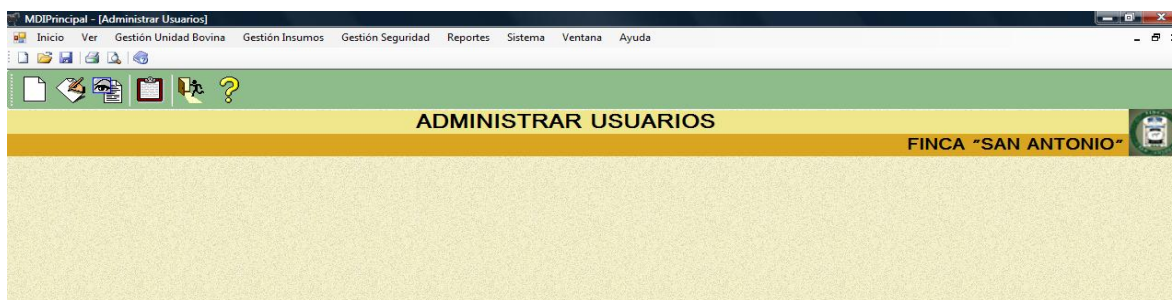 MDIPrincipal - [Administrar Usuarios]
Inicio Ver Gestión Unidad Bovina Gestión Insumos Gestión Seguridad Reportes Sistema Ventana Ayuda
ADMINISTRAR USUARIOS
FINCA "SAN ANTONIO"